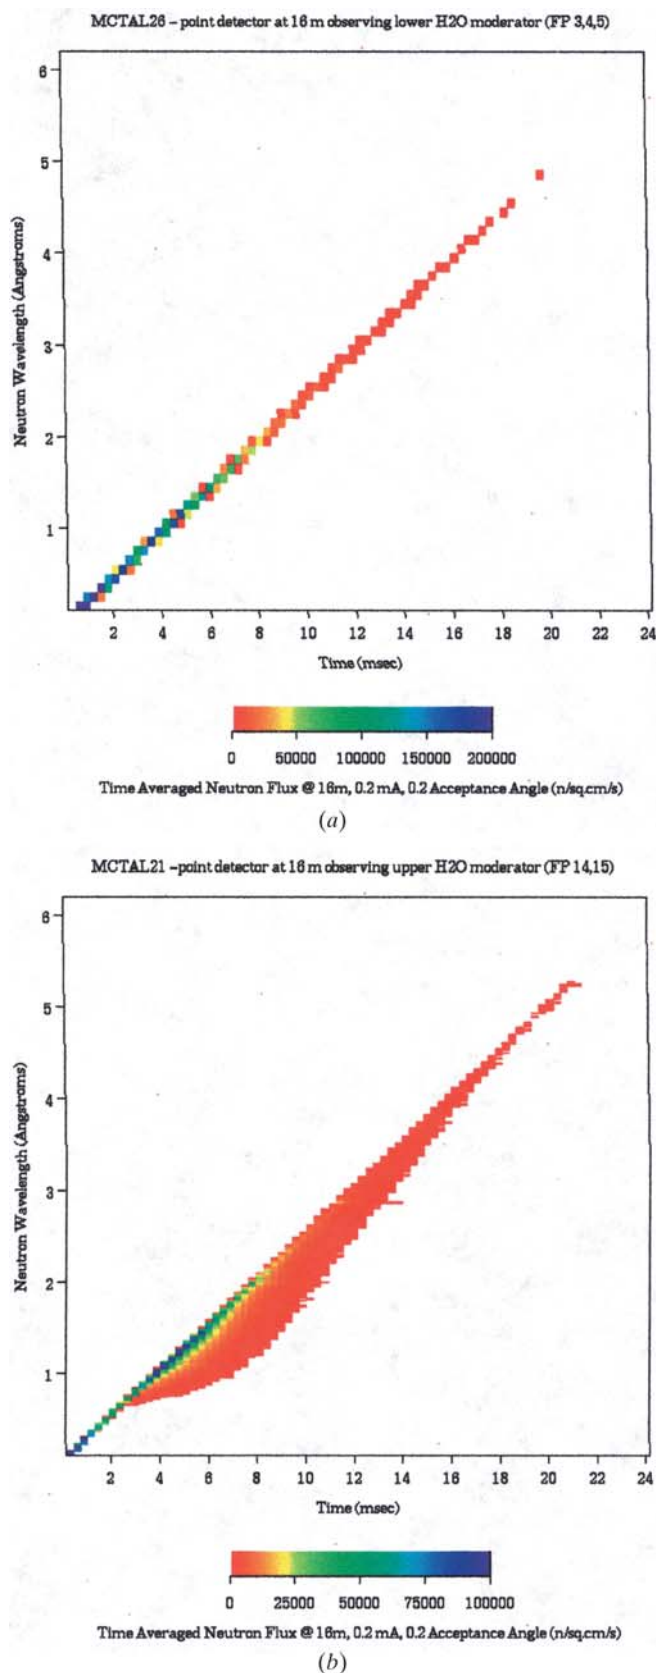 MCTAL26 – point detector at 16 m observing lower H2O moderator (FP 3,4,5)
6
5
4
3
2
1
Neutron Wavelength (Angstroms)
2 4 6 8 10 12 14 16 18 20 22 24
Time (msec)
0 50000 100000 150000 200000
Time Averaged Neutron Flux @ 16m, 0.2 mA, 0.2 Acceptance Angle (n/sq.cm/s)
(a)
MCTAL21 –point detector at 16 m observing upper H2O moderator (FP 14,15)
6
5
4
3
2
1
Neutron Wavelength (Angstroms)
2 4 6 8 10 12 14 16 18 20 22 24
Time (msec)
0 25000 50000 75000 100000
Time Averaged Neutron Flux @ 16m, 0.2 mA, 0.2 Acceptance Angle (n/sq.cm/s)
(b)